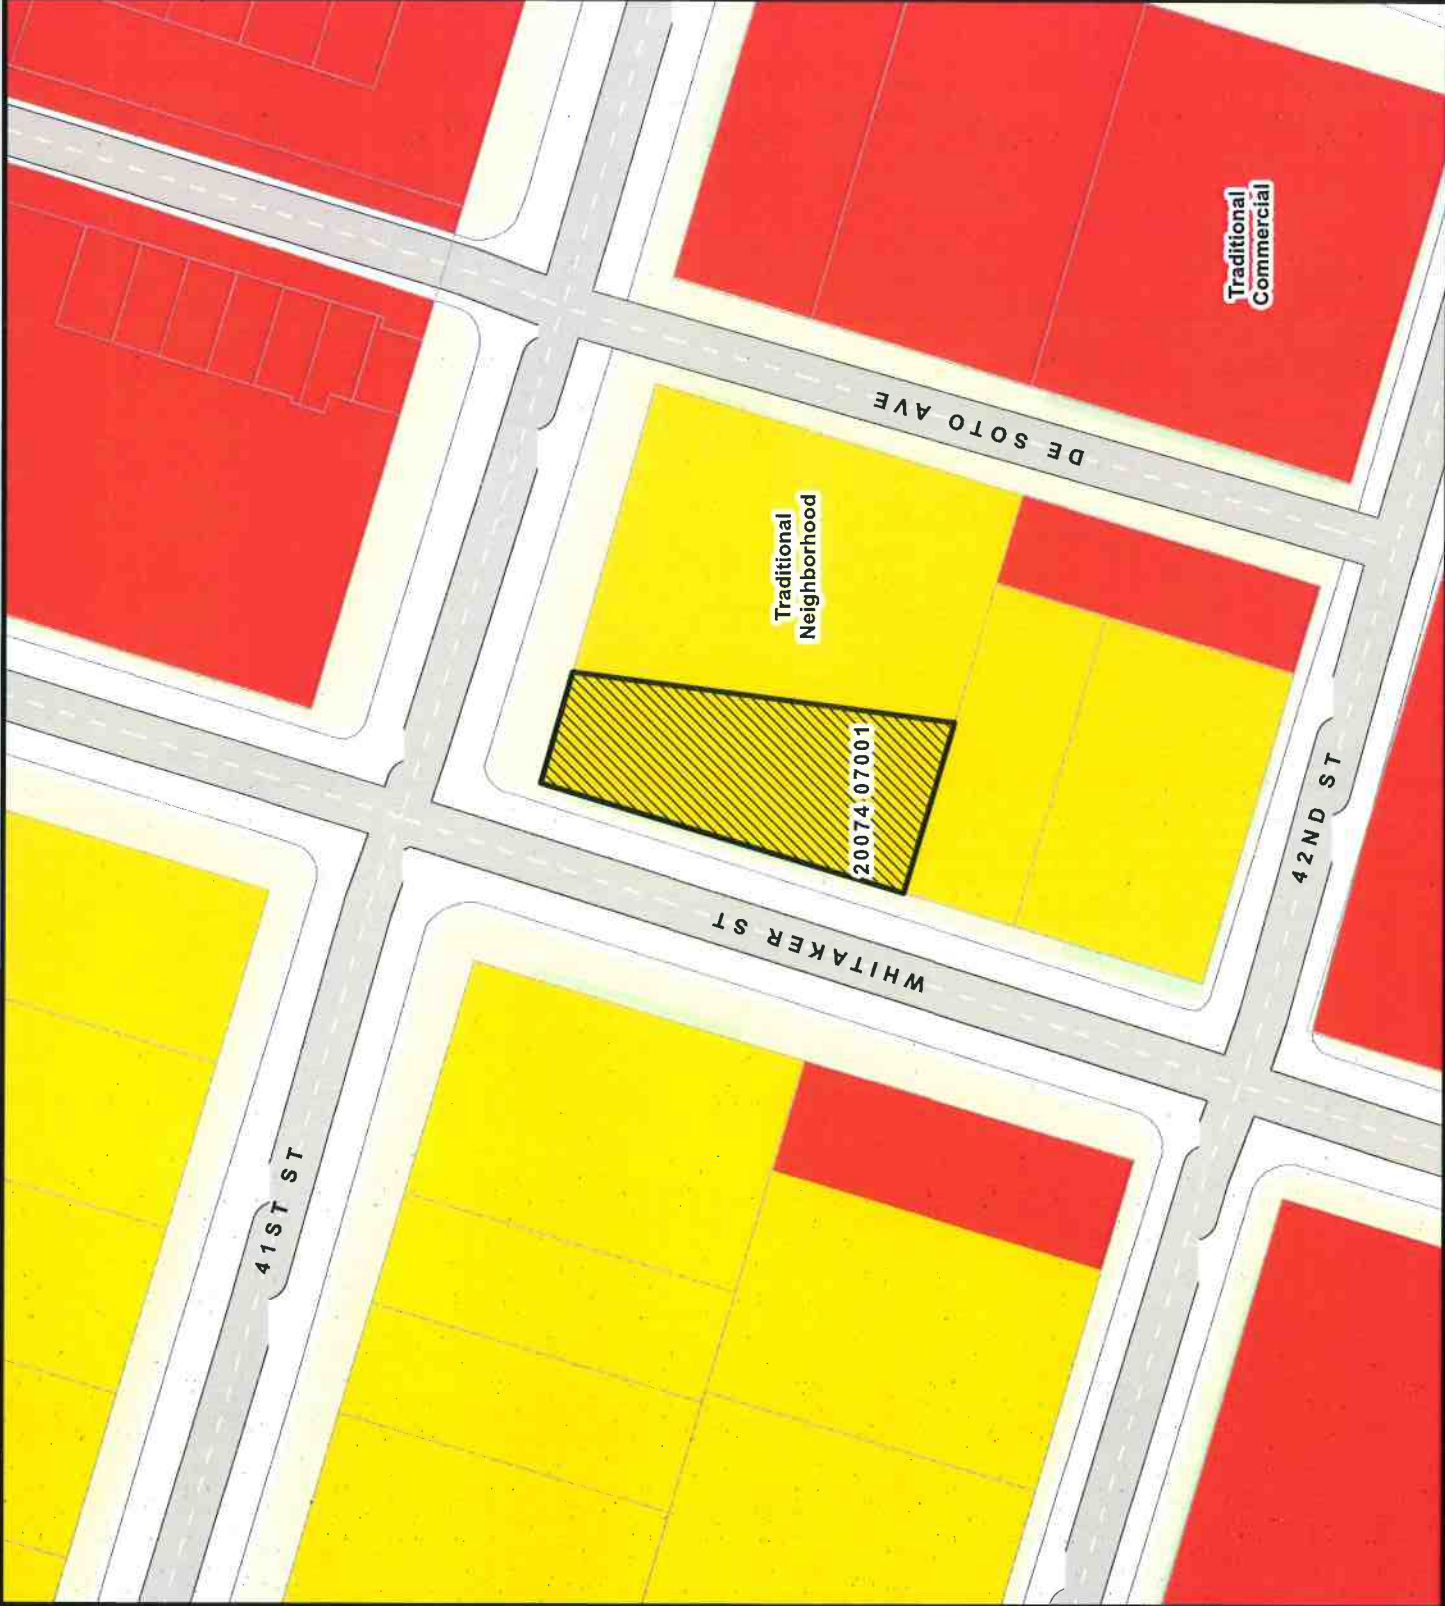 Traditional
Commercial
DE SOTO AVE
Traditional
Neighborhood
20074 07001
WHITAKER ST
42ND ST
41ST ST